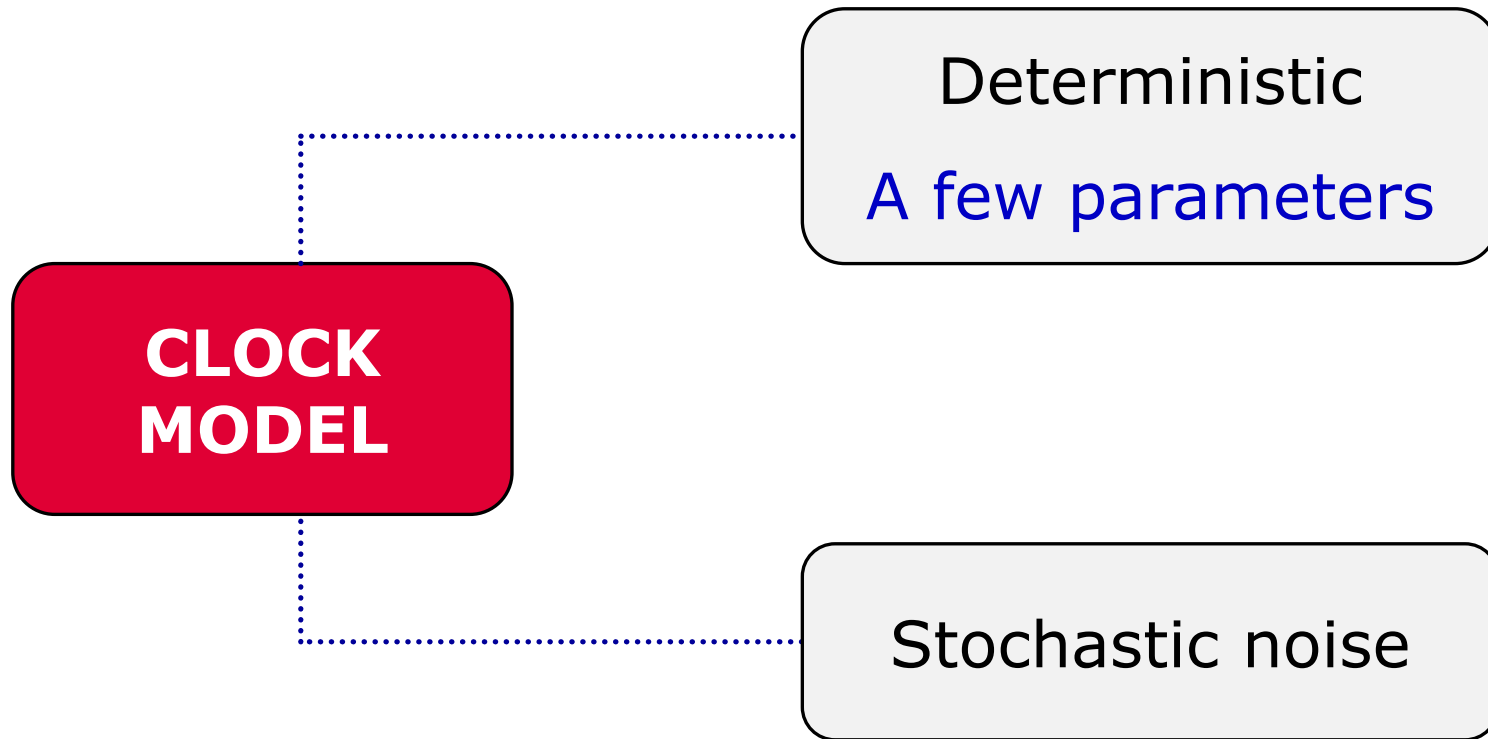 Deterministic
A few parameters
CLOCK
MODEL
Stochastic noise